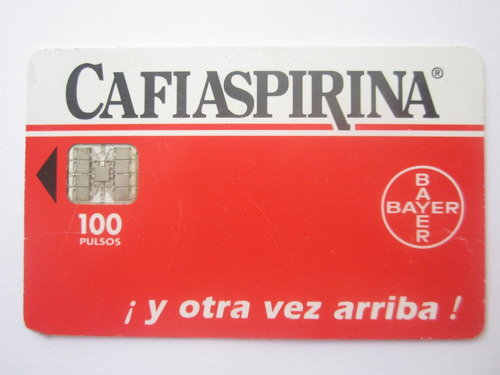 CAFIASPIRINA®
100
PULSOS
BAYER
BAYER
¡ y otra vez arriba !